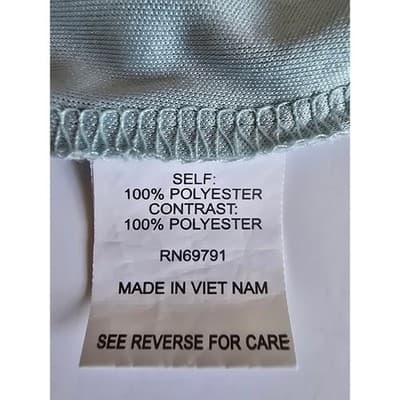 SELF:
100% POLYESTER
CONTRAST:
100% POLYESTER
RN69791
MADE IN VIET NAM
SEE REVERSE FOR CARE